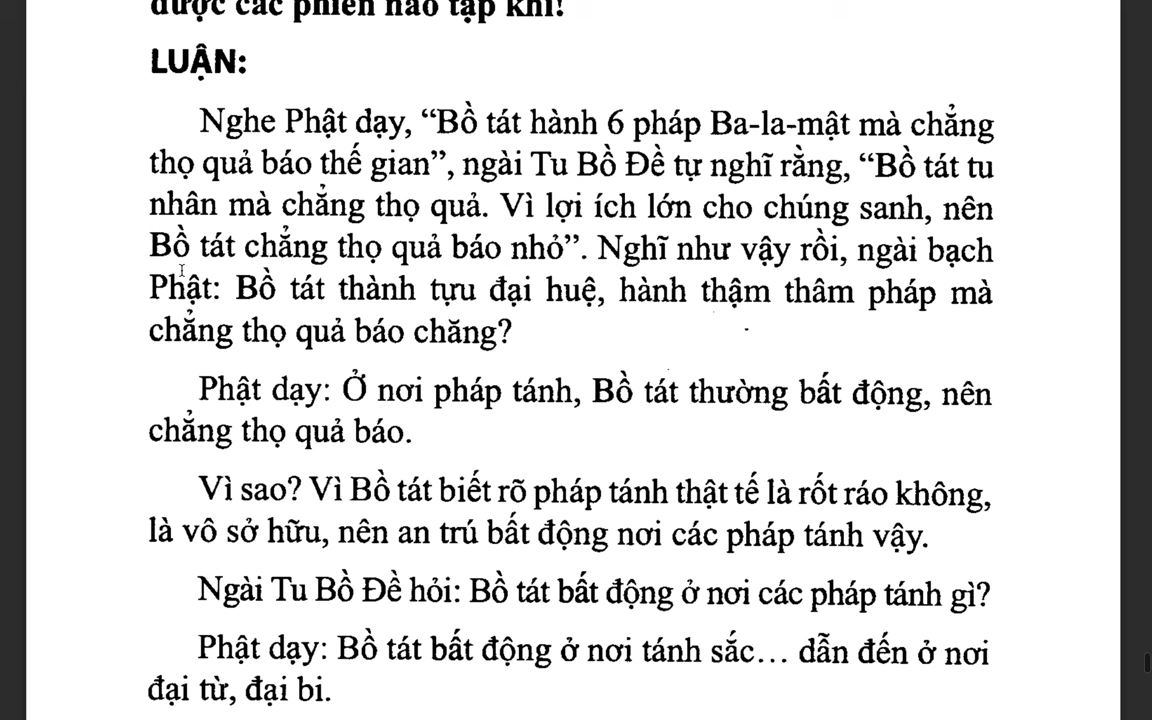 được các phiền não tập khí!
LUẬN:
Nghe Phật dạy, “Bồ tát hành 6 pháp Ba-la-mật mà chẳng
thọ quả báo thế gian”, ngài Tu Bồ Đề tự nghĩ rằng, “Bồ tát tu
nhân mà chẳng thọ quả. Vì lợi ích lớn cho chúng sanh, nên
Bồ tát chẳng thọ quả báo nhỏ”. Nghĩ như vậy rồi, ngài bạch
Phật: Bồ tát thành tựu đại huệ, hành thậm thâm pháp mà
chẳng thọ quả báo chăng?
Phật dạy: Ở nơi pháp tánh, Bồ tát thường bất động, nên
chẳng thọ quả báo.
Vì sao? Vì Bồ tát biết rõ pháp tánh thật tế là rốt ráo không,
là vô sở hữu, nên an trú bất động nơi các pháp tánh vậy.
Ngài Tu Bồ Đề hỏi: Bồ tát bất động ở nơi các pháp tánh gì?
Phật dạy: Bồ tát bất động ở nơi tánh sắc… dẫn đến ở nơi
đại từ, đại bi.